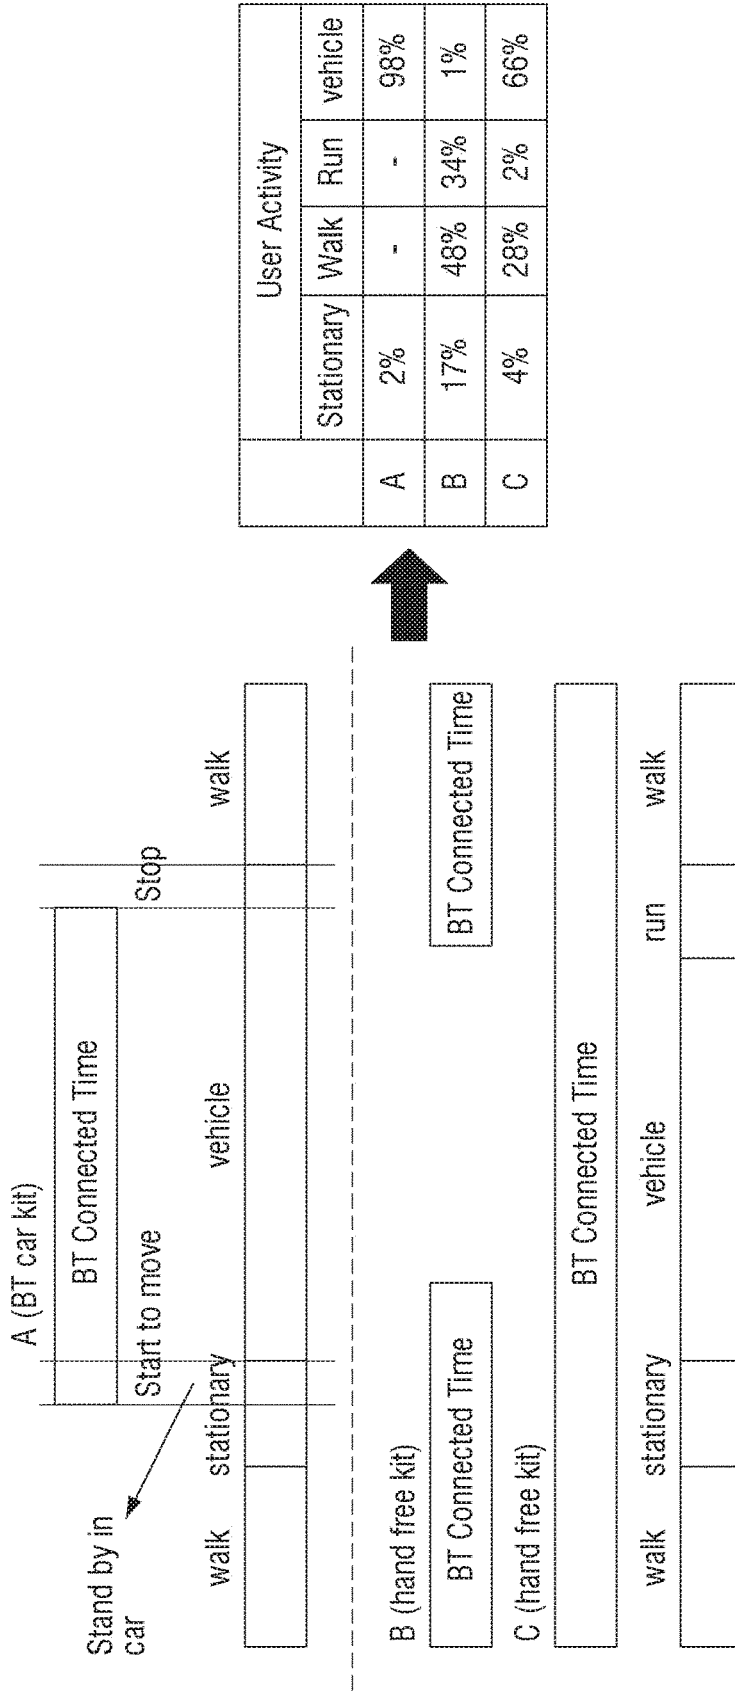 A (BT car kit)
BT Connected Time
Stand by in
car
Start to move
Stop
walk
stationary
vehicle
walk
B (hand free kit)
BT Connected Time
BT Connected Time
C (hand free kit)
BT Connected Time
walk
stationary
vehicle
run
walk
User Activity
Stationary Walk Run vehicle
A 2% - - 98%
B 17% 48% 34% 1%
C 4% 28% 2% 66%